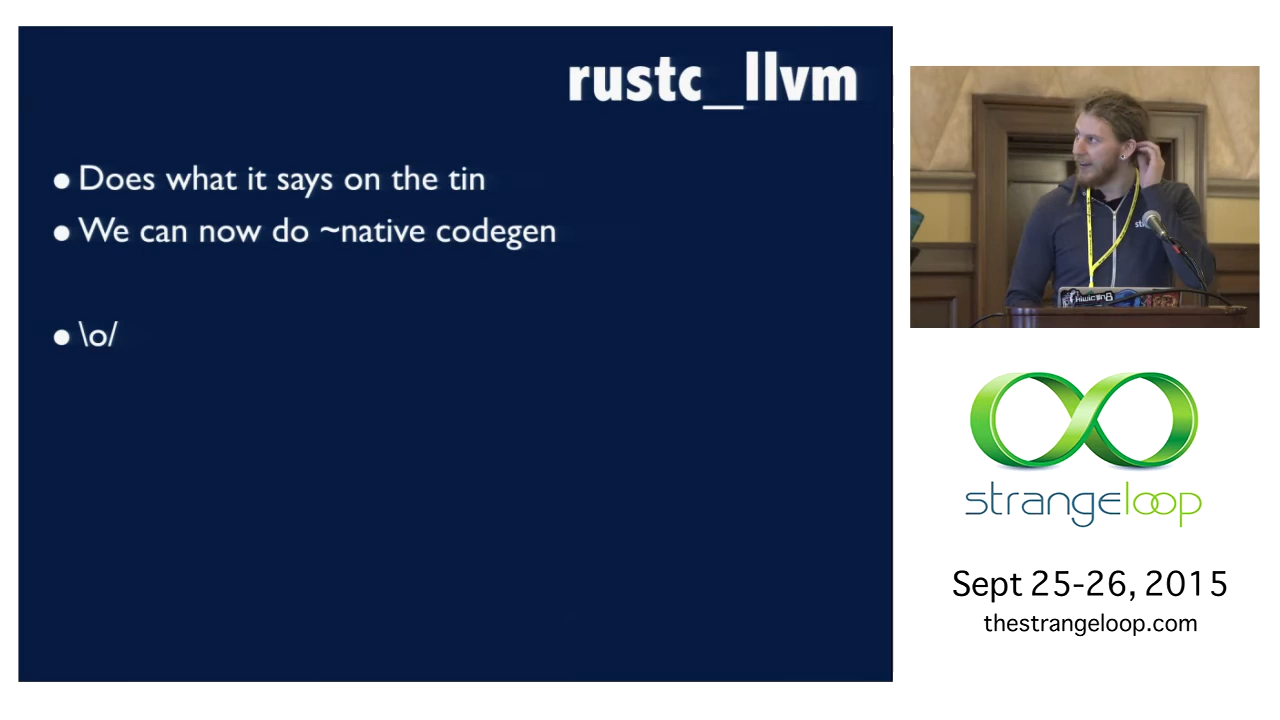 rustc_llvm
• Does what it says on the tin
• We can now do ~native codegen
• \o/
strangeloop
Sept 25-26, 2015
thestrangeloop.com